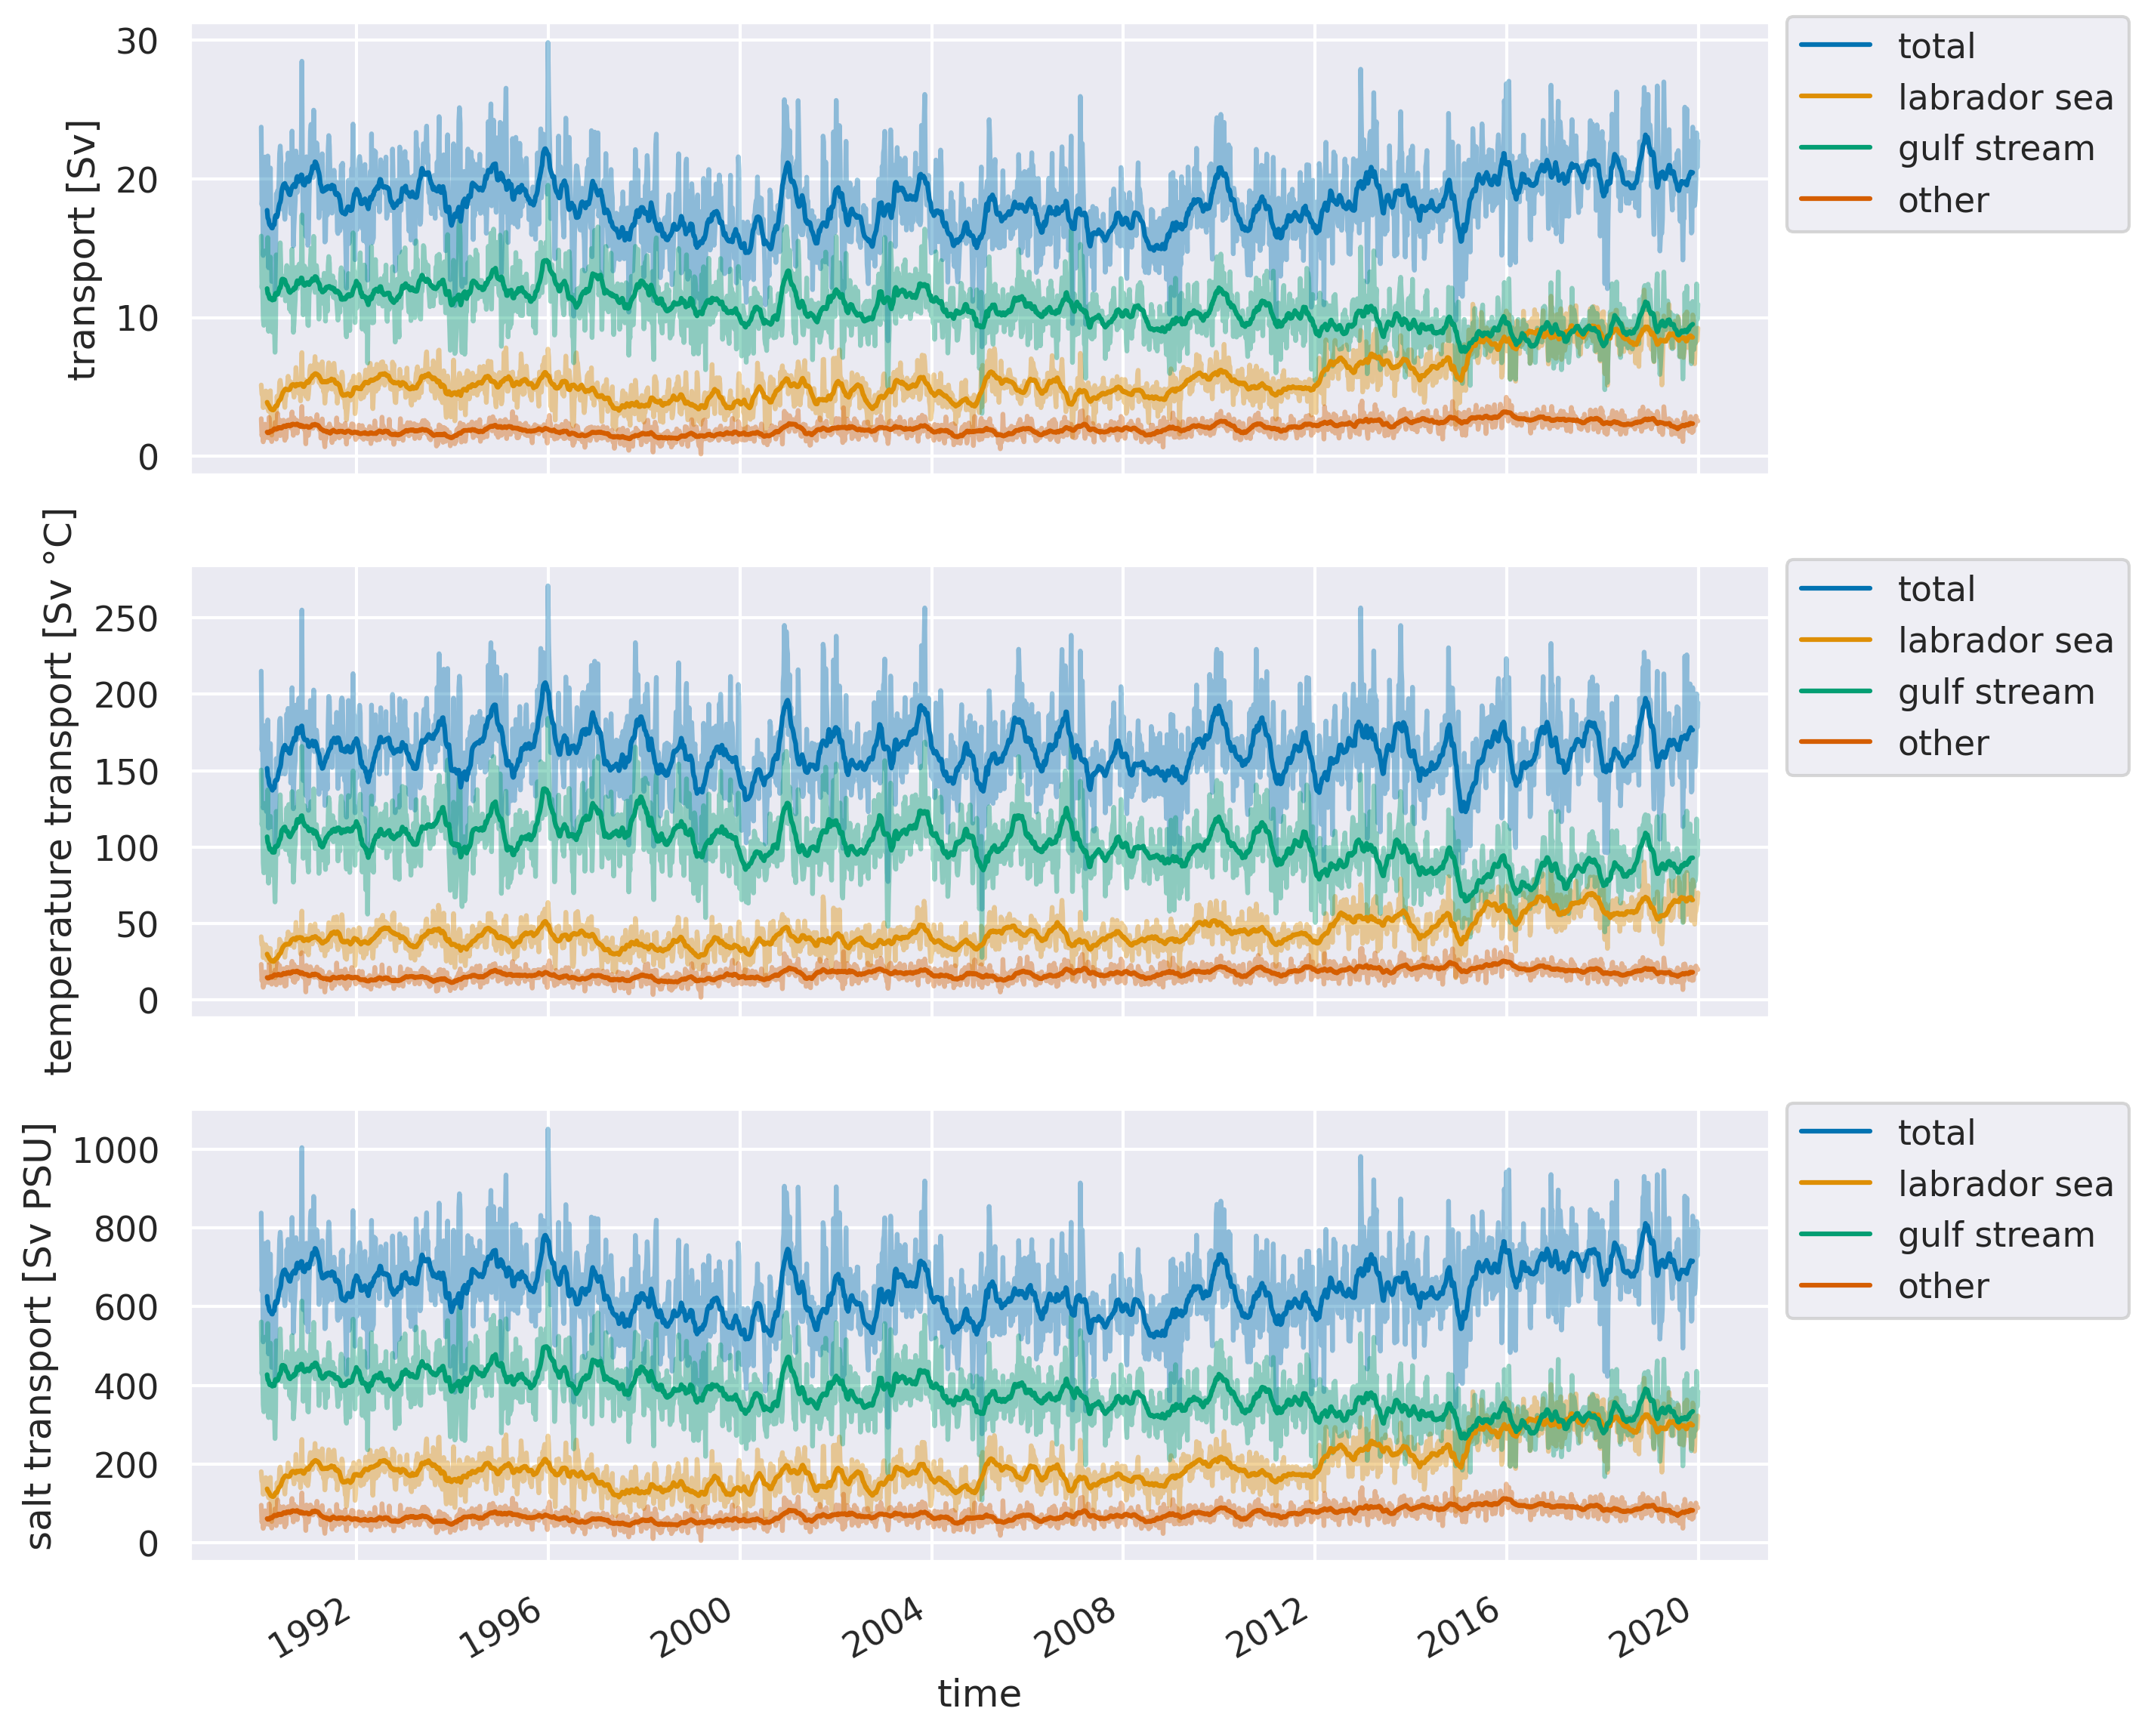 transport [Sv]
30
20
10
0
total
labrador sea
gulf stream
other
temperature transport [Sv °C]
250
200
150
100
50
0
total
labrador sea
gulf stream
other
salt transport [Sv PSU]
1000
800
600
400
200
0
total
labrador sea
gulf stream
other
1992 1996 2000 2004 2008 2012 2016 2020
time